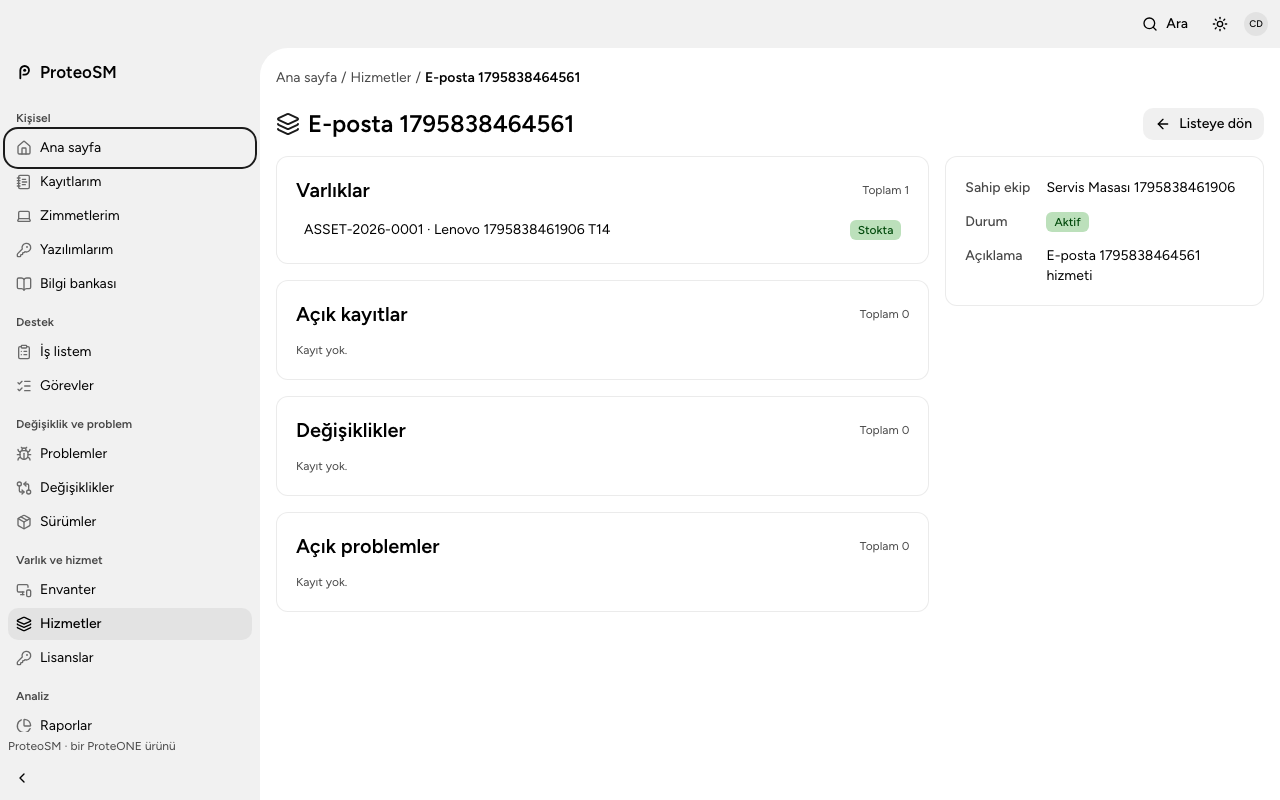 Ara
CD
ProteoSM
Kişisel
Ana sayfa
Kayıtlarım
Zimmetlerim
Yazılımlarım
Bilgi bankası
Destek
İş listem
Görevler
Değişiklik ve problem
Problemler
Değişiklikler
Sürümler
Varlık ve hizmet
Envanter
Hizmetler
Lisanslar
Analiz
Raporlar
ProteoSM · bir ProteONE ürünü
Ana sayfa / Hizmetler / E-posta 1795838464561
E-posta 1795838464561
Listeye dön
Varlıklar
Toplam 1
ASSET-2026-0001 · Lenovo 1795838461906 T14
Stokta
Açık kayıtlar
Toplam 0
Kayıt yok.
Değişiklikler
Toplam 0
Kayıt yok.
Açık problemler
Toplam 0
Kayıt yok.
Sahip ekip
Servis Masası 1795838461906
Durum
Aktif
Açıklama
E-posta 1795838464561
hizmeti